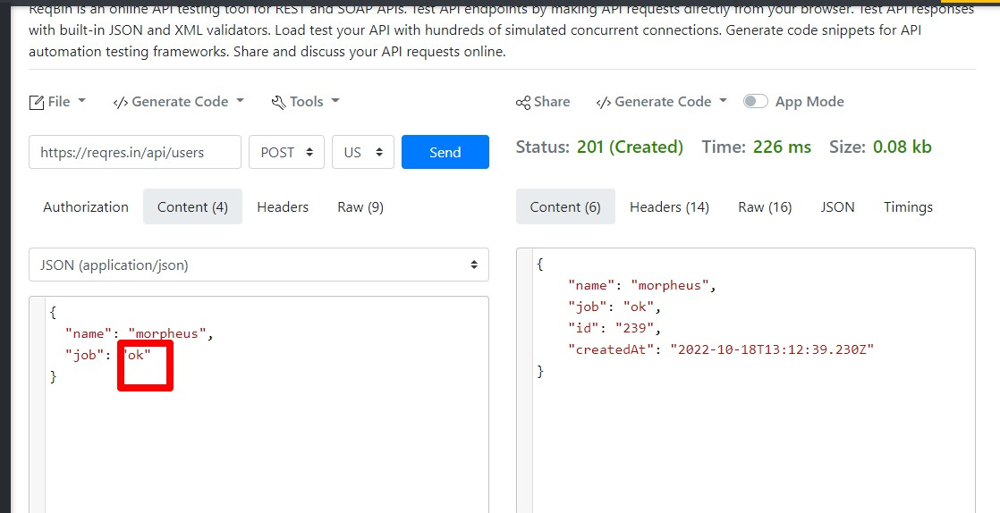 ReqBin is an online API testing tool for REST and SOAP APIs. Test API endpoints by making API requests directly from your browser. Test API responses
with built-in JSON and XML validators. Load test your API with hundreds of simulated concurrent connections. Generate code snippets for API
automation testing frameworks. Share and discuss your API requests online.
File </> Generate Code Tools
Share </> Generate Code App Mode
https://reqres.in/api/users POST US Send
Status: 201 (Created) Time: 226 ms Size: 0.08 kb
Authorization Content (4) Headers Raw (9)
Content (6) Headers (14) Raw (16) JSON Timings
JSON (application/json)
{
"name": "morpheus",
"job": "ok"
}
{
"name": "morpheus",
"job": "ok",
"id": "239",
"createdAt": "2022-10-18T13:12:39.230Z"
}